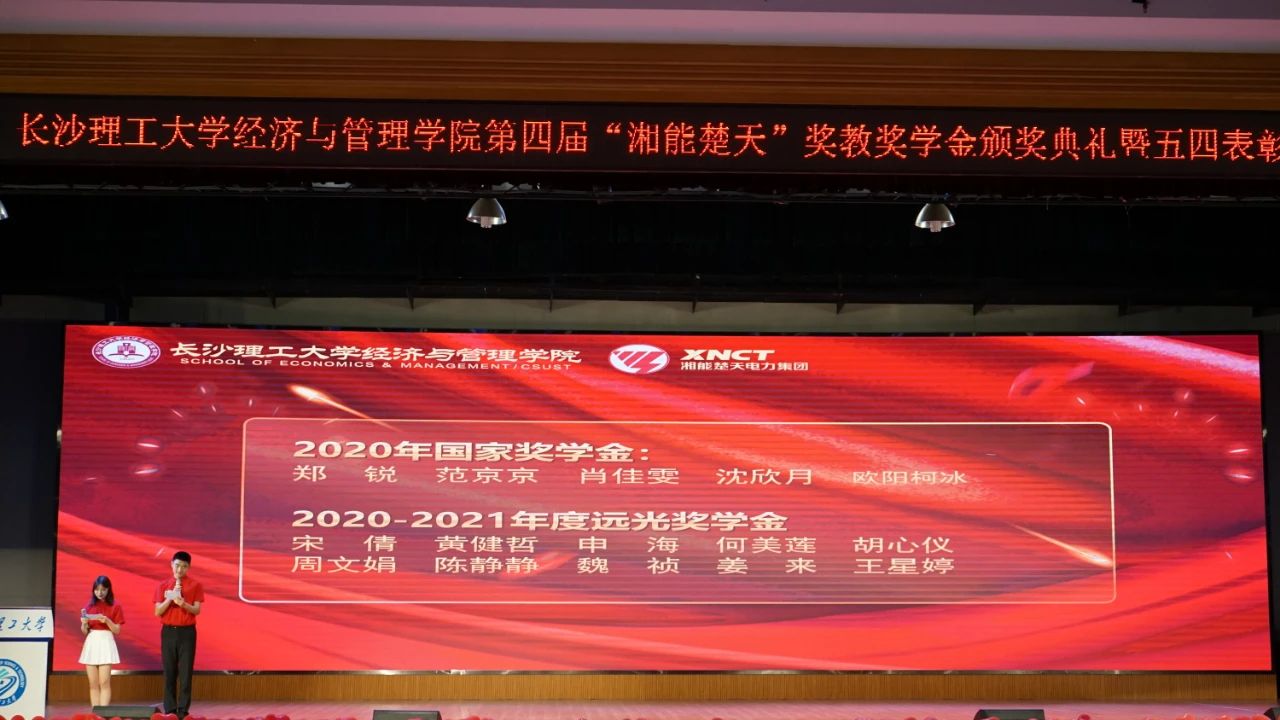 长沙理工大学经济与管理学院第四届“湘能楚天”奖教奖学金颁奖典礼暨五四表彰
长沙理工大学经济与管理学院
SCHOOL OF ECONOMICS & MANAGEMENT/CSUST
XNCT
湘能楚天电力集团
2020年国家奖学金：
郑 锐 范京京 肖佳雯 沈欣月 欧阳柯冰
2020-2021年度远光奖学金
宋 倩 黄健哲 申 海 何美莲 胡心仪
周文娟 陈静静 魏 祯 姜 来 王星婷
理工大学